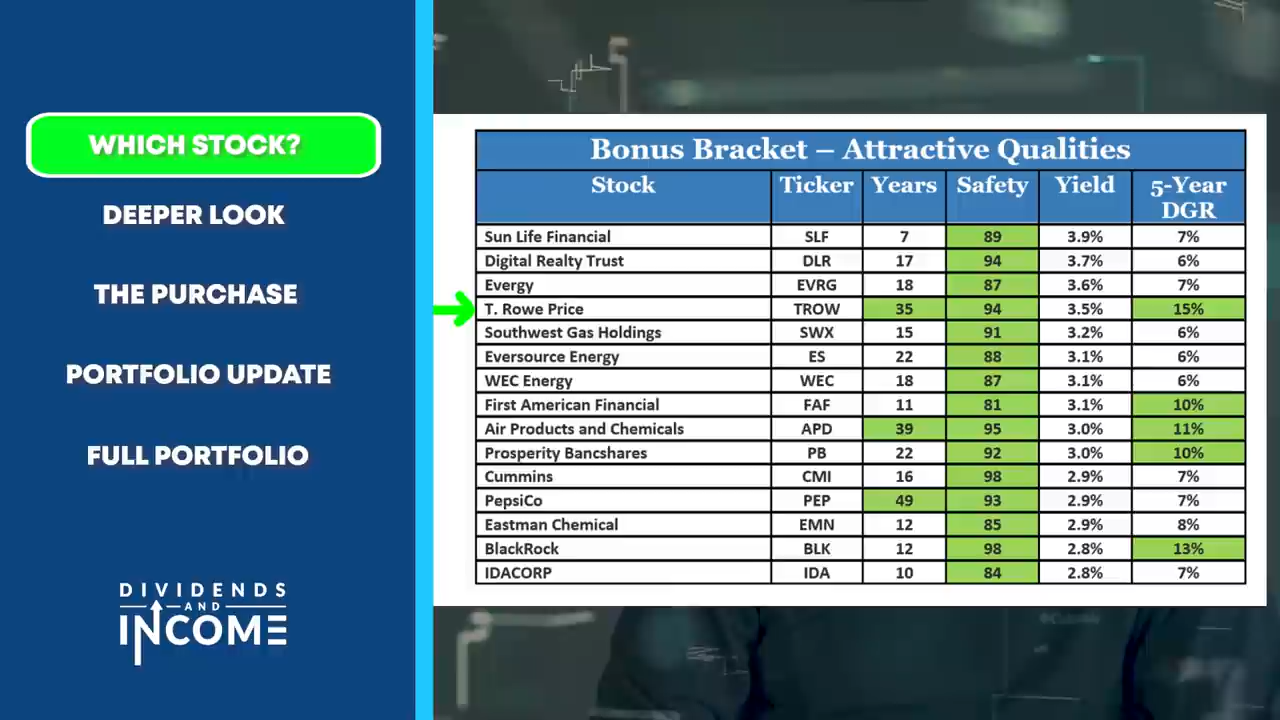 WHICH STOCK?
DEEPER LOOK
THE PURCHASE
PORTFOLIO UPDATE
FULL PORTFOLIO
DIVIDENDS
AND
INCOME
Bonus Bracket – Attractive Qualities
Stock Ticker Years Safety Yield 5-Year DGR
Sun Life Financial SLF 7 89 3.9% 7%
Digital Realty Trust DLR 17 94 3.7% 6%
Evergy EVRG 18 87 3.6% 7%
T. Rowe Price TROW 35 94 3.5% 15%
Southwest Gas Holdings SWX 15 91 3.2% 6%
Eversource Energy ES 22 88 3.1% 6%
WEC Energy WEC 18 87 3.1% 6%
First American Financial FAF 11 81 3.1% 10%
Air Products and Chemicals APD 39 95 3.0% 11%
Prosperity Bancshares PB 22 92 3.0% 10%
Cummins CMI 16 98 2.9% 7%
PepsiCo PEP 49 93 2.9% 7%
Eastman Chemical EMN 12 85 2.9% 8%
BlackRock BLK 12 98 2.8% 13%
IDACORP IDA 10 84 2.8% 7%